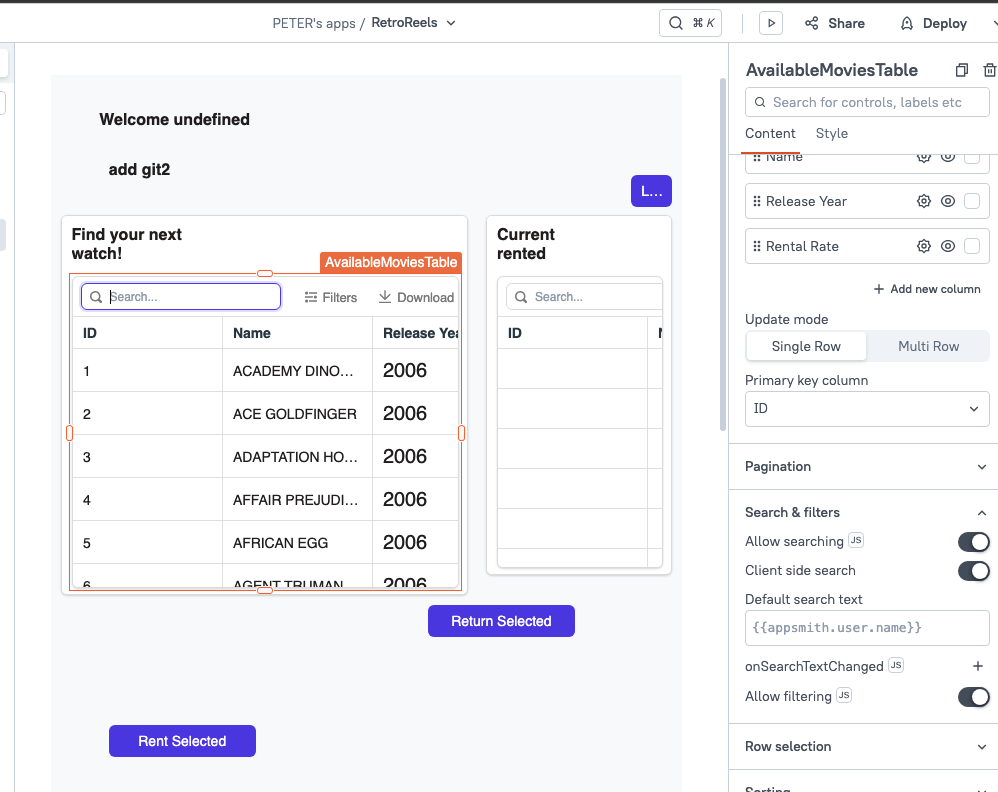 PETER's apps / RetroReels
⌘ K
Share
Deploy
Welcome undefined
add git2
L...
Find your next
watch!
AvailableMoviesTable
Search...
Filters
Download
ID
Name
Release Yea
1
ACADEMY DINO...
2006
2
ACE GOLDFINGER
2006
3
ADAPTATION HO...
2006
4
AFFAIR PREJUDI...
2006
5
AFRICAN EGG
2006
6
AGENT TRUMAN
2006
Current
rented
Search...
ID
Return Selected
Rent Selected
AvailableMoviesTable
Search for controls, labels etc
Content
Style
Name
Release Year
Rental Rate
+ Add new column
Update mode
Single Row
Multi Row
Primary key column
ID
Pagination
Search & filters
Allow searching JS
Client side search
Default search text
{{appsmith.user.name}}
onSearchTextChanged JS
Allow filtering JS
Row selection
Sorting